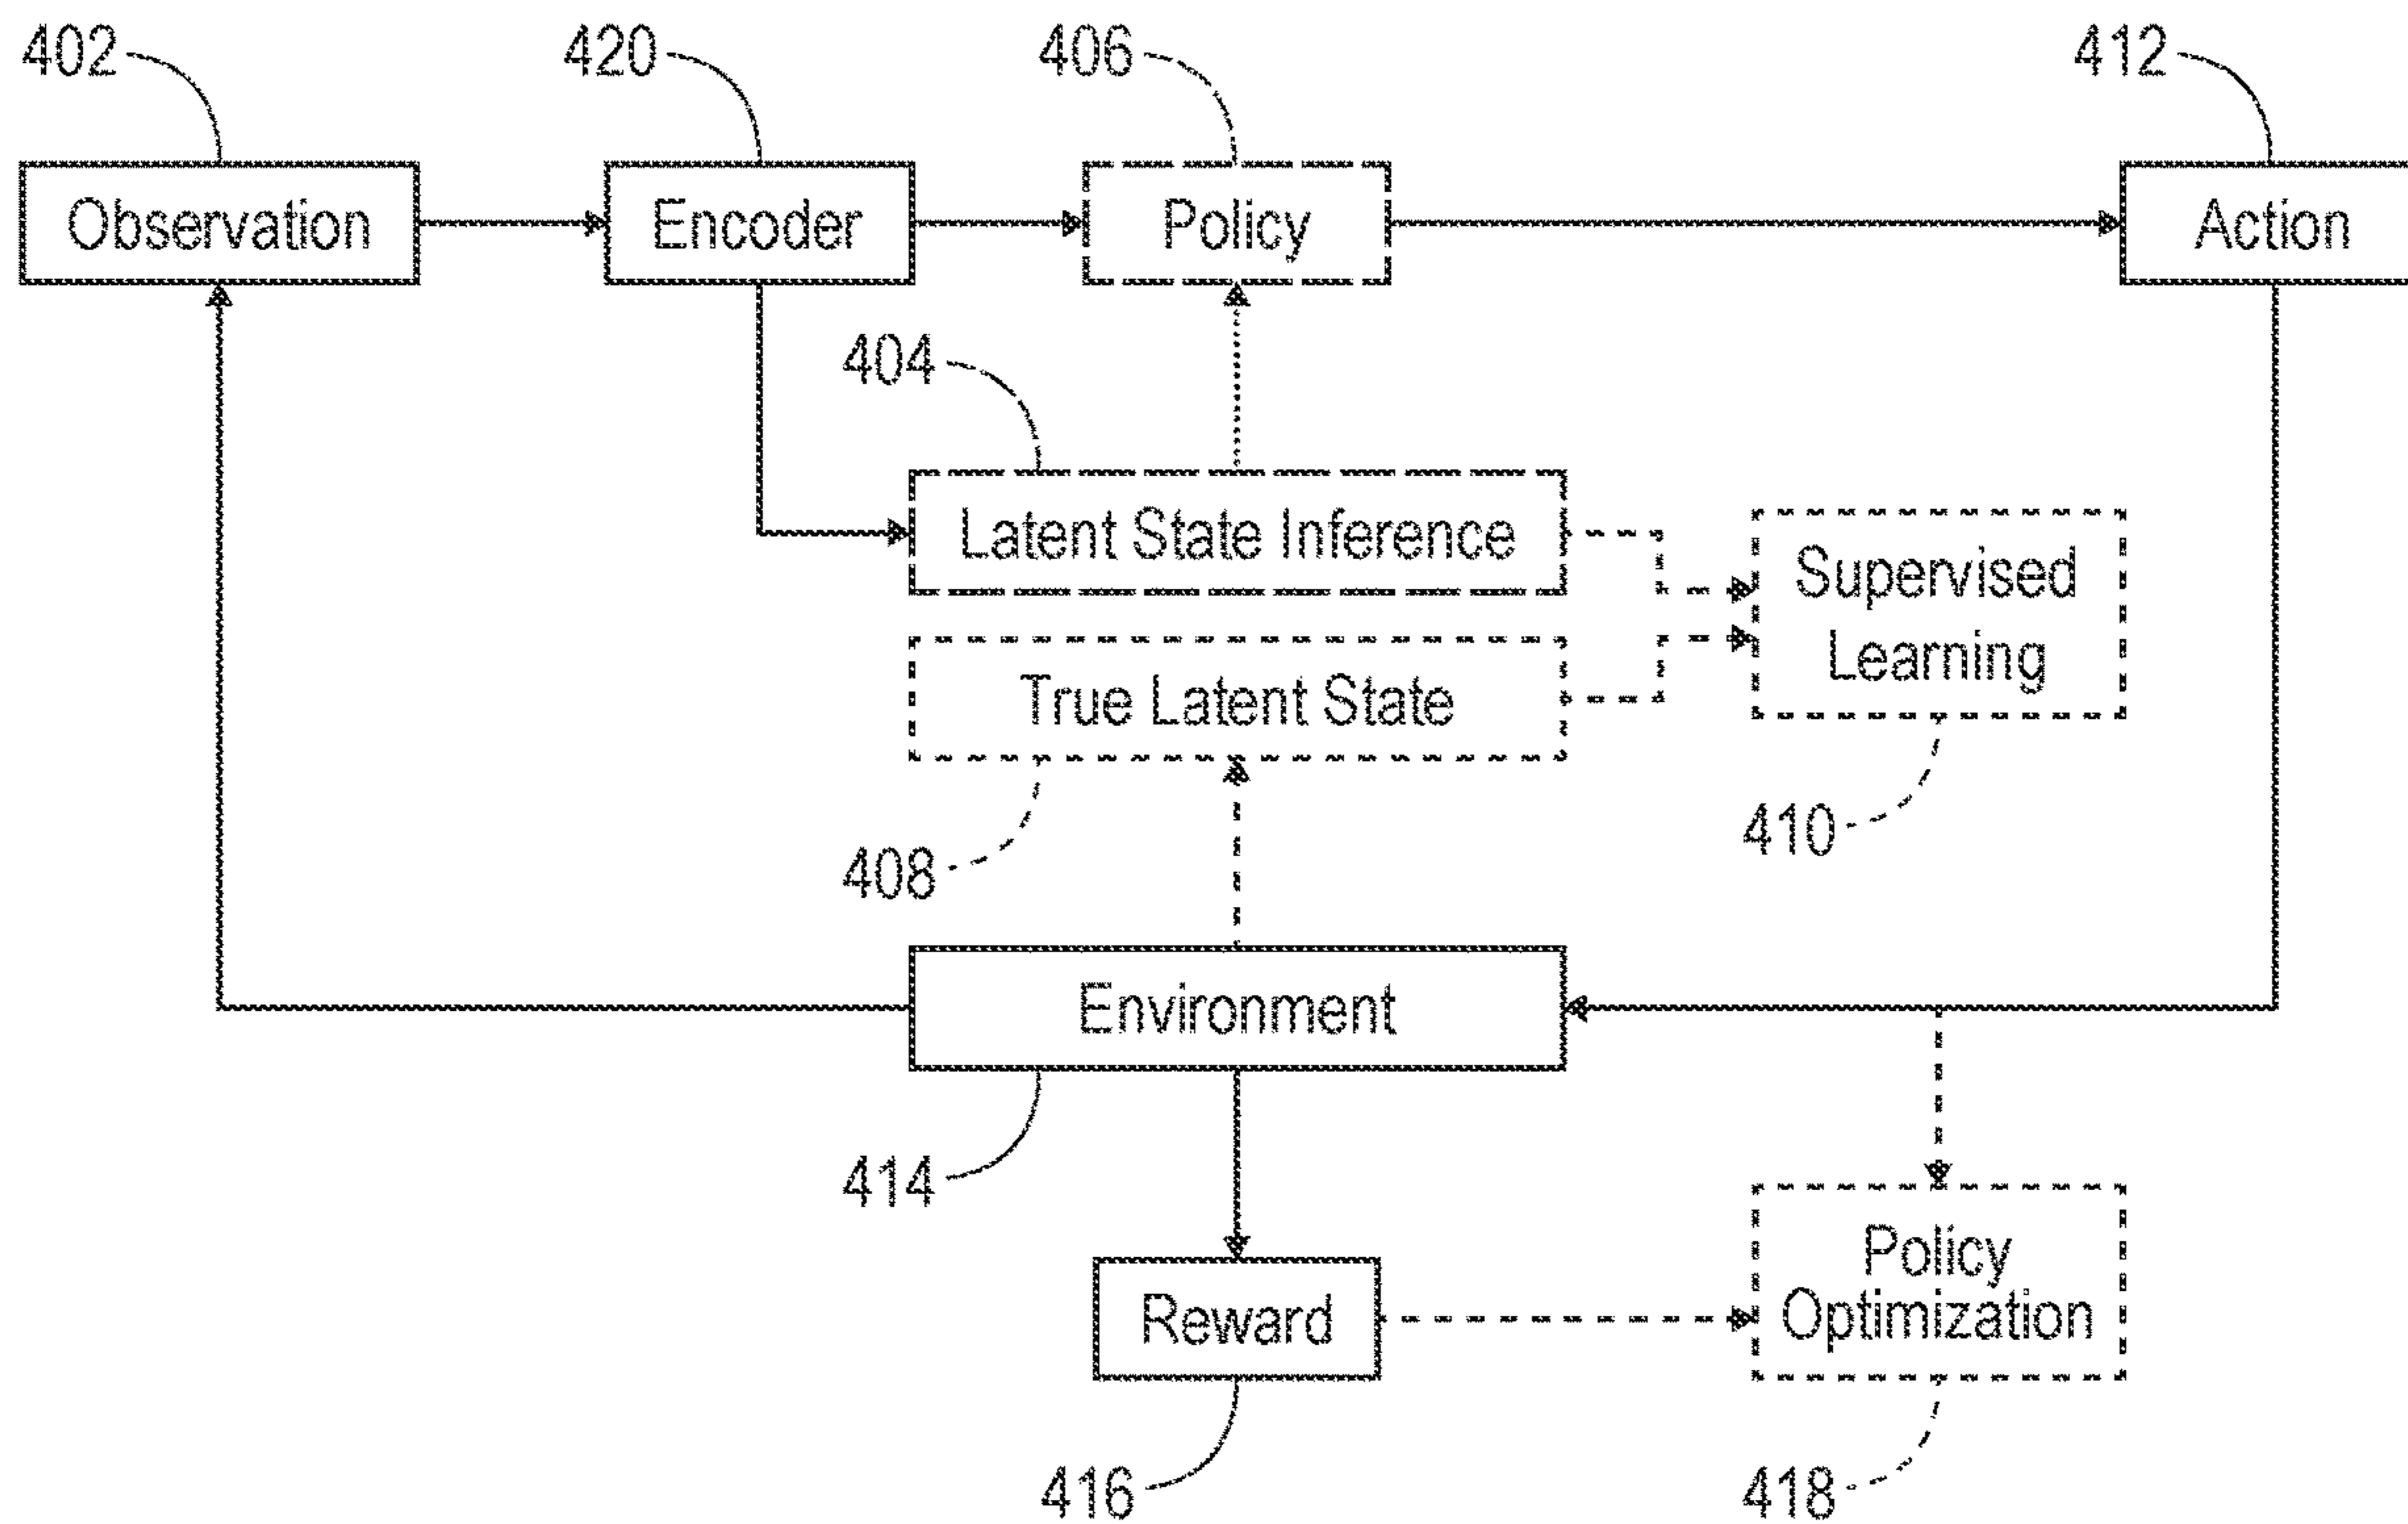 402
420
406
412
Observation
Encoder
Policy
Action
404
Latent State Inference
Supervised
Learning
True Latent State
408
410
Environment
414
Policy
Optimization
Reward
416
418